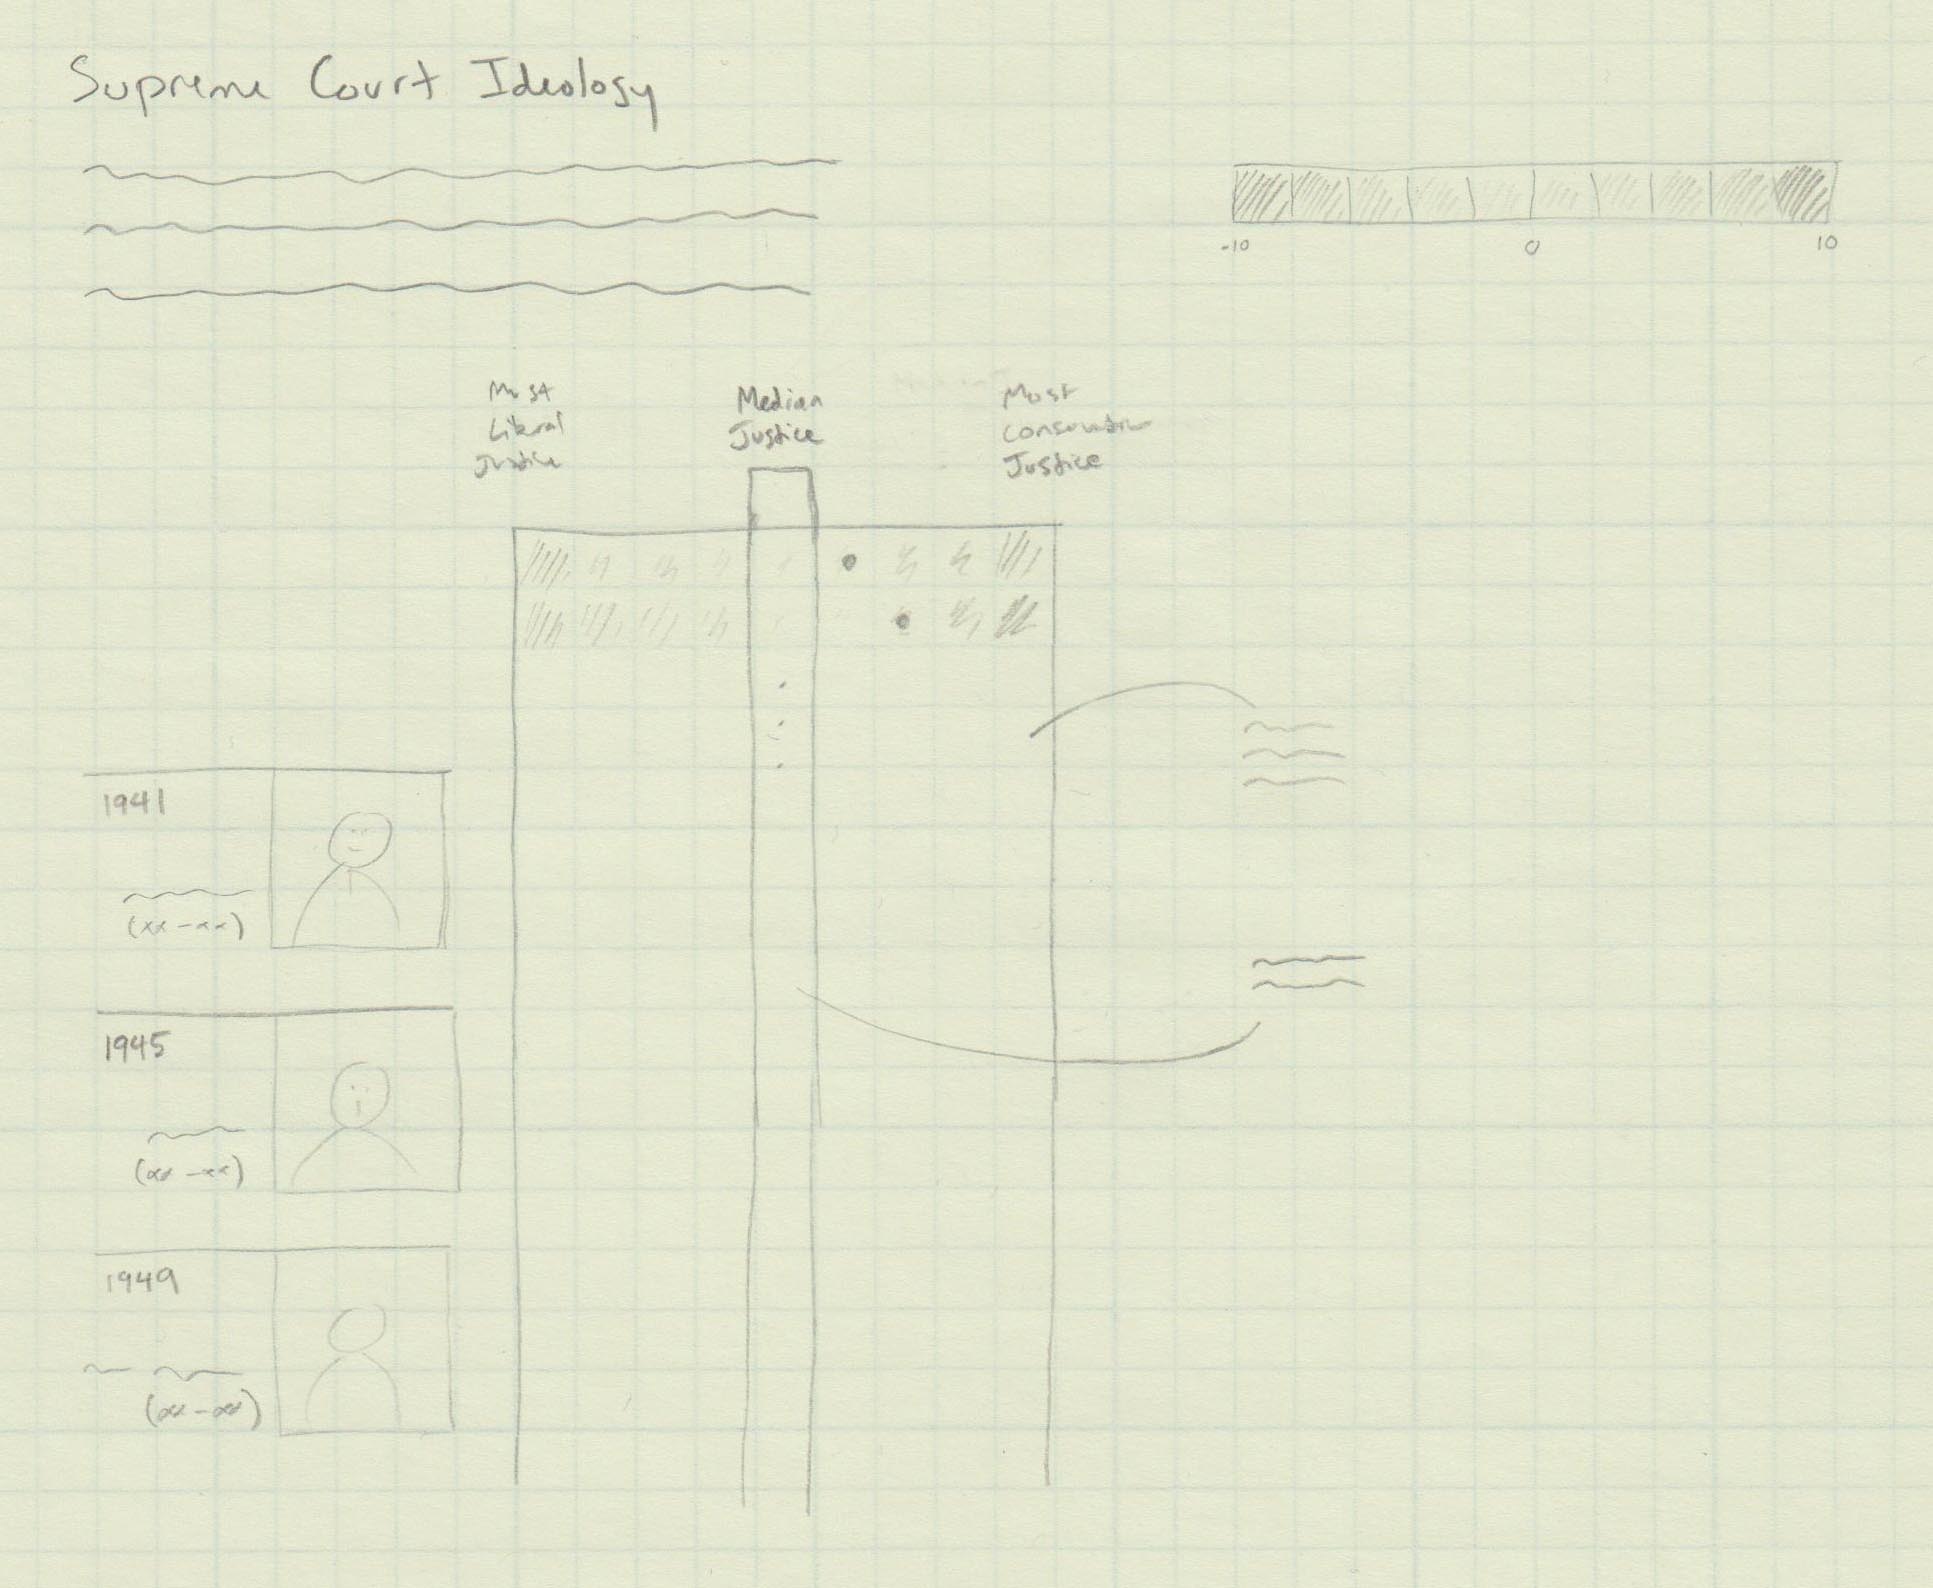 Supreme Court Ideology
-10 0 10
Most
Liberal
Justice
Median
Justice
Most
Conservative
Justice
1941
(xx-xx)
1945
(xx-xx)
1949
(xx-xx)